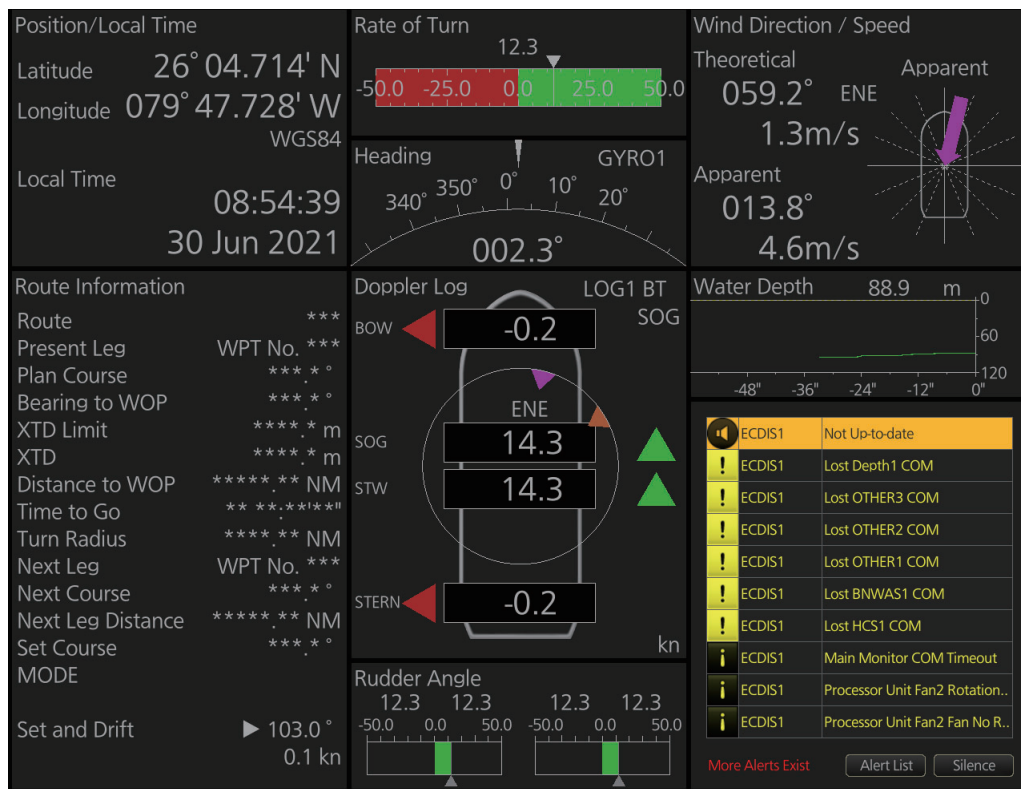 Position/Local Time
Latitude 26° 04.714' N
Longitude 079° 47.728' W
WGS84
Local Time
08:54:39
30 Jun 2021
Rate of Turn
12.3
-50.0 -25.0 0.0 25.0 50.0
Heading GYRO1
340° 350° 0° 10° 20°
002.3°
Wind Direction / Speed
Theoretical
059.2° ENE
1.3m/s
Apparent
Apparent
013.8°
4.6m/s
Route Information
Route ***
Present Leg WPT No. ***
Plan Course ***.* °
Bearing to WOP ***.* °
XTD Limit ****.* m
XTD ****.* m
Distance to WOP *****.** NM
Time to Go ** **:**'**"
Turn Radius ****.** NM
Next Leg WPT No. ***
Next Course ***.* °
Next Leg Distance *****.** NM
Set Course ***.* °
MODE
Set and Drift 103.0 °
0.1 kn
Doppler Log LOG1 BT
SOG
BOW -0.2
ENE
SOG 14.3
STW 14.3
STERN -0.2
kn
Rudder Angle
12.3 12.3 12.3 12.3
-50.0 0.0 50.0 -50.0 0.0 50.0
Water Depth 88.9 m
0
60
120
-48" -36" -24" -12" 0"
ECDIS1 Not Up-to-date
! ECDIS1 Lost Depth1 COM
! ECDIS1 Lost OTHER3 COM
! ECDIS1 Lost OTHER2 COM
! ECDIS1 Lost OTHER1 COM
! ECDIS1 Lost BNWAS1 COM
! ECDIS1 Lost HCS1 COM
i ECDIS1 Main Monitor COM Timeout
i ECDIS1 Processor Unit Fan2 Rotation..
i ECDIS1 Processor Unit Fan2 Fan No R..
More Alerts Exist Alert List Silence